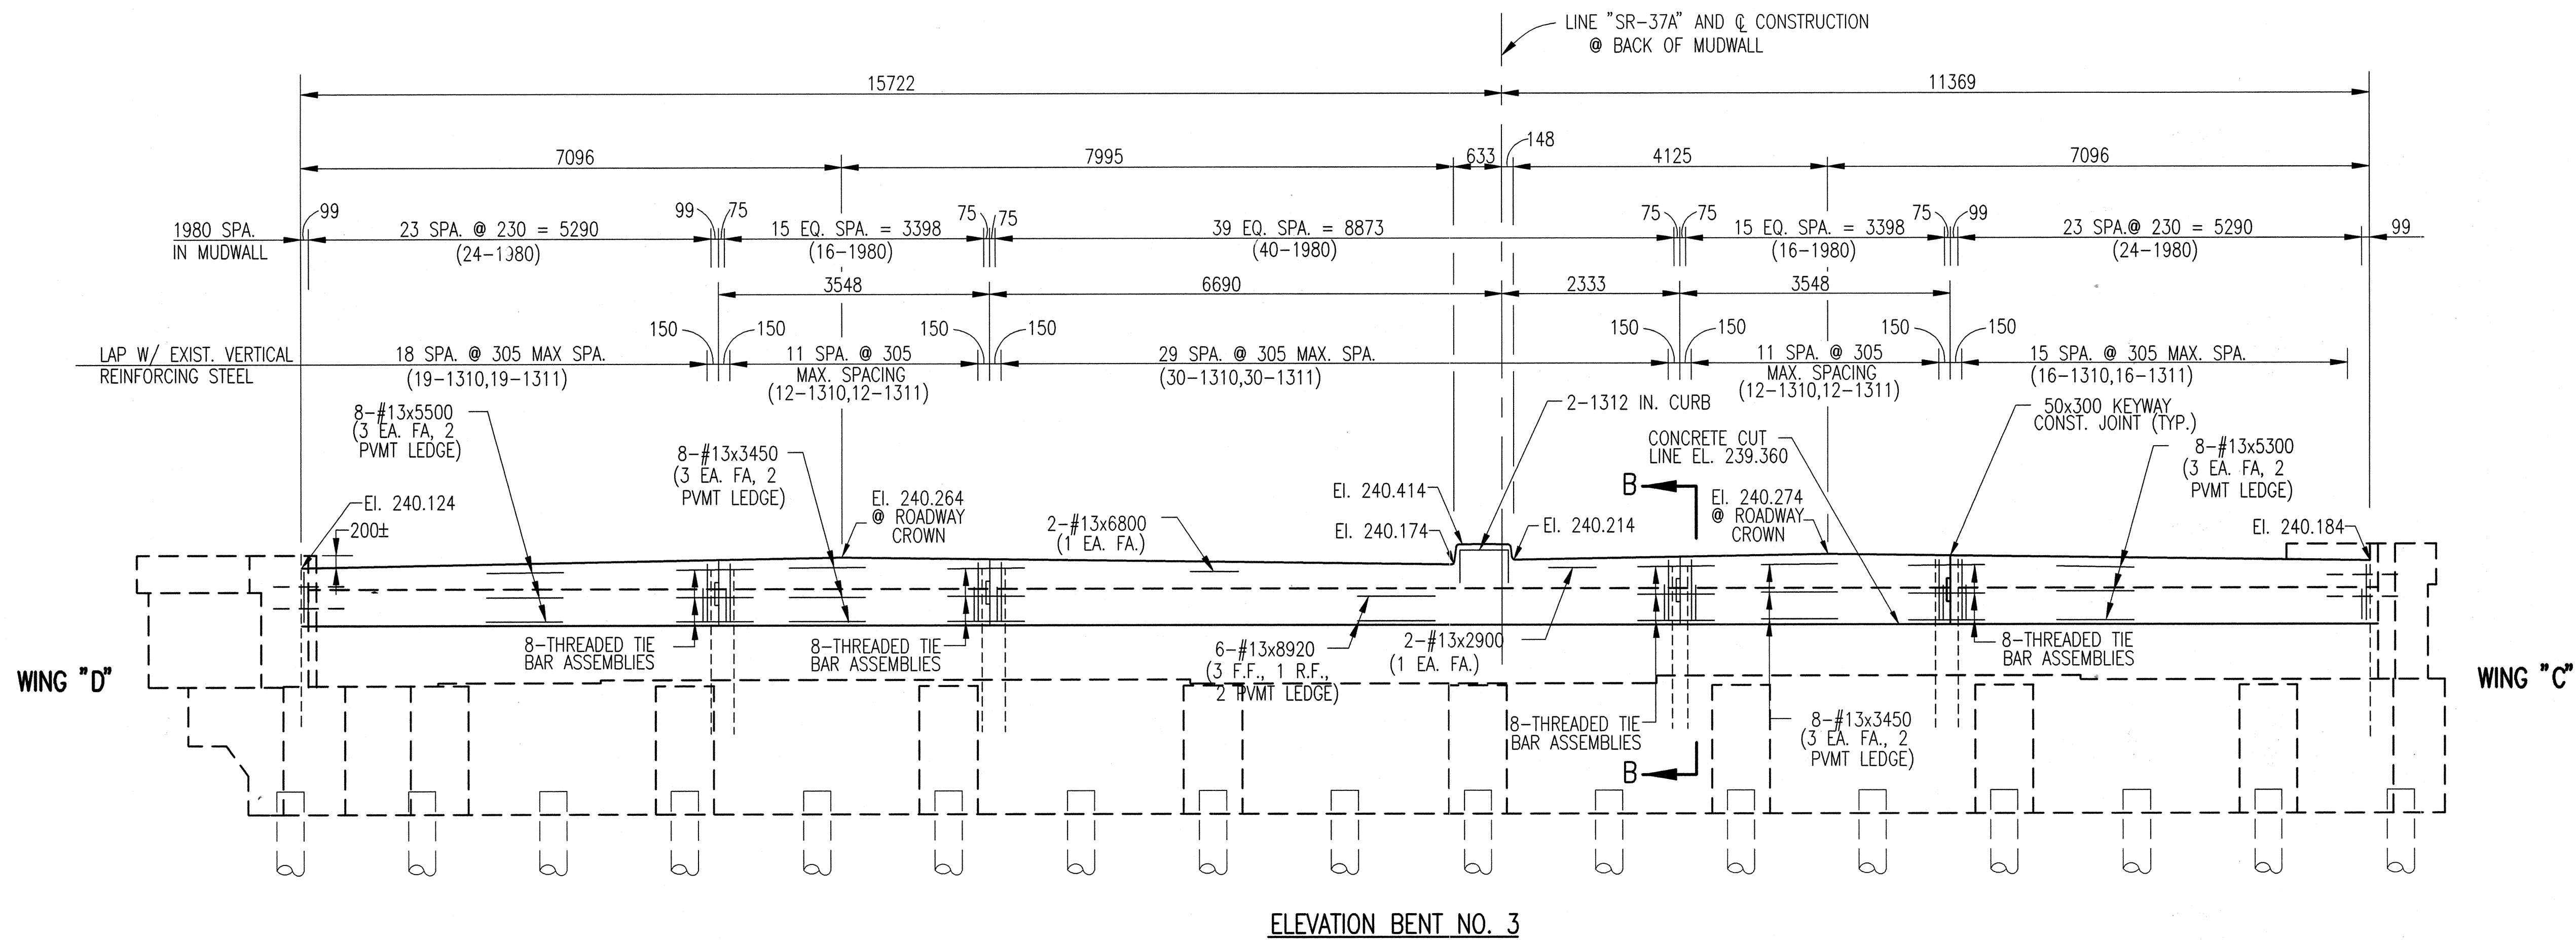 LINE "SR-37A" AND ℄ CONSTRUCTION
@ BACK OF MUDWALL
15722
11369
7096
7995
633
148
4125
7096
1980 SPA.
IN MUDWALL
99
23 SPA. @ 230 = 5290
(24-1980)
99
75
15 EQ. SPA. = 3398
(16-1980)
75
75
39 EQ. SPA. = 8873
(40-1980)
75
75
15 EQ. SPA. = 3398
(16-1980)
75
99
23 SPA.@ 230 = 5290
(24-1980)
99
3548
6690
2333
3548
LAP W/ EXIST. VERTICAL
REINFORCING STEEL
18 SPA. @ 305 MAX SPA.
(19-1310,19-1311)
150
150
11 SPA. @ 305
MAX. SPACING
(12-1310,12-1311)
150
150
29 SPA. @ 305 MAX. SPA.
(30-1310,30-1311)
150
150
11 SPA. @ 305
MAX. SPACING
(12-1310,12-1311)
150
150
15 SPA. @ 305 MAX. SPA.
(16-1310,16-1311)
8-#13x5500
(3 EA. FA, 2
PVMT LEDGE)
8-#13x3450
(3 EA. FA, 2
PVMT LEDGE)
2-1312 IN. CURB
50x300 KEYWAY
CONST. JOINT (TYP.)
CONCRETE CUT
LINE EL. 239.360
8-#13x5300
(3 EA. FA, 2
PVMT LEDGE)
El. 240.124
200±
El. 240.264
@ ROADWAY
CROWN
2-#13x6800
(1 EA. FA.)
El. 240.414
El. 240.174
El. 240.214
B
El. 240.274
@ ROADWAY
CROWN
El. 240.184
8-THREADED TIE
BAR ASSEMBLIES
8-THREADED TIE
BAR ASSEMBLIES
6-#13x8920
(3 F.F., 1 R.F.,
2 PVMT LEDGE)
2-#13x2900
(1 EA. FA.)
8-THREADED TIE
BAR ASSEMBLIES
WING "D"
WING "C"
8-THREADED TIE
BAR ASSEMBLIES
8-#13x3450
(3 EA. FA., 2
PVMT LEDGE)
B
ELEVATION BENT NO. 3